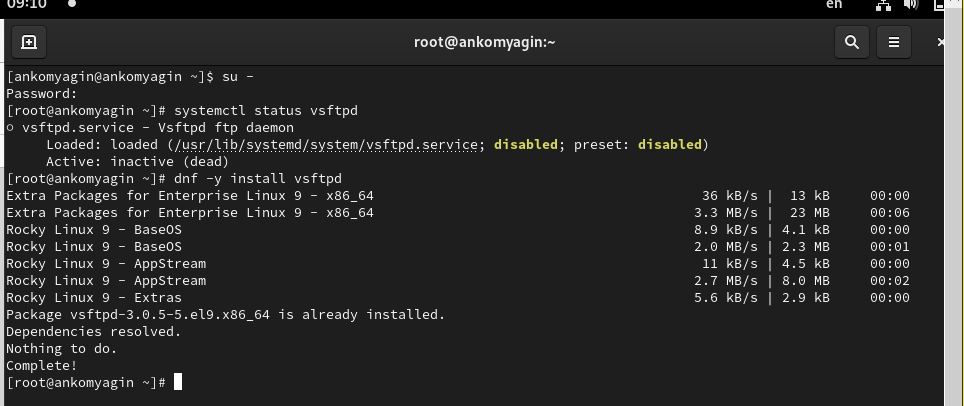 09:10 en
root@ankomyagin:~
[ankomyagin@ankomyagin ~]$ su -
Password:
[root@ankomyagin ~]# systemctl status vsftpd
○ vsftpd.service - Vsftpd ftp daemon
     Loaded: loaded (/usr/lib/systemd/system/vsftpd.service; disabled; preset: disabled)
     Active: inactive (dead)
[root@ankomyagin ~]# dnf -y install vsftpd
Extra Packages for Enterprise Linux 9 - x86_64 36 kB/s | 13 kB 00:00
Extra Packages for Enterprise Linux 9 - x86_64 3.3 MB/s | 23 MB 00:06
Rocky Linux 9 - BaseOS 8.9 kB/s | 4.1 kB 00:00
Rocky Linux 9 - BaseOS 2.0 MB/s | 2.3 MB 00:01
Rocky Linux 9 - AppStream 11 kB/s | 4.5 kB 00:00
Rocky Linux 9 - AppStream 2.7 MB/s | 8.0 MB 00:02
Rocky Linux 9 - Extras 5.6 kB/s | 2.9 kB 00:00
Package vsftpd-3.0.5-5.el9.x86_64 is already installed.
Dependencies resolved.
Nothing to do.
Complete!
[root@ankomyagin ~]#